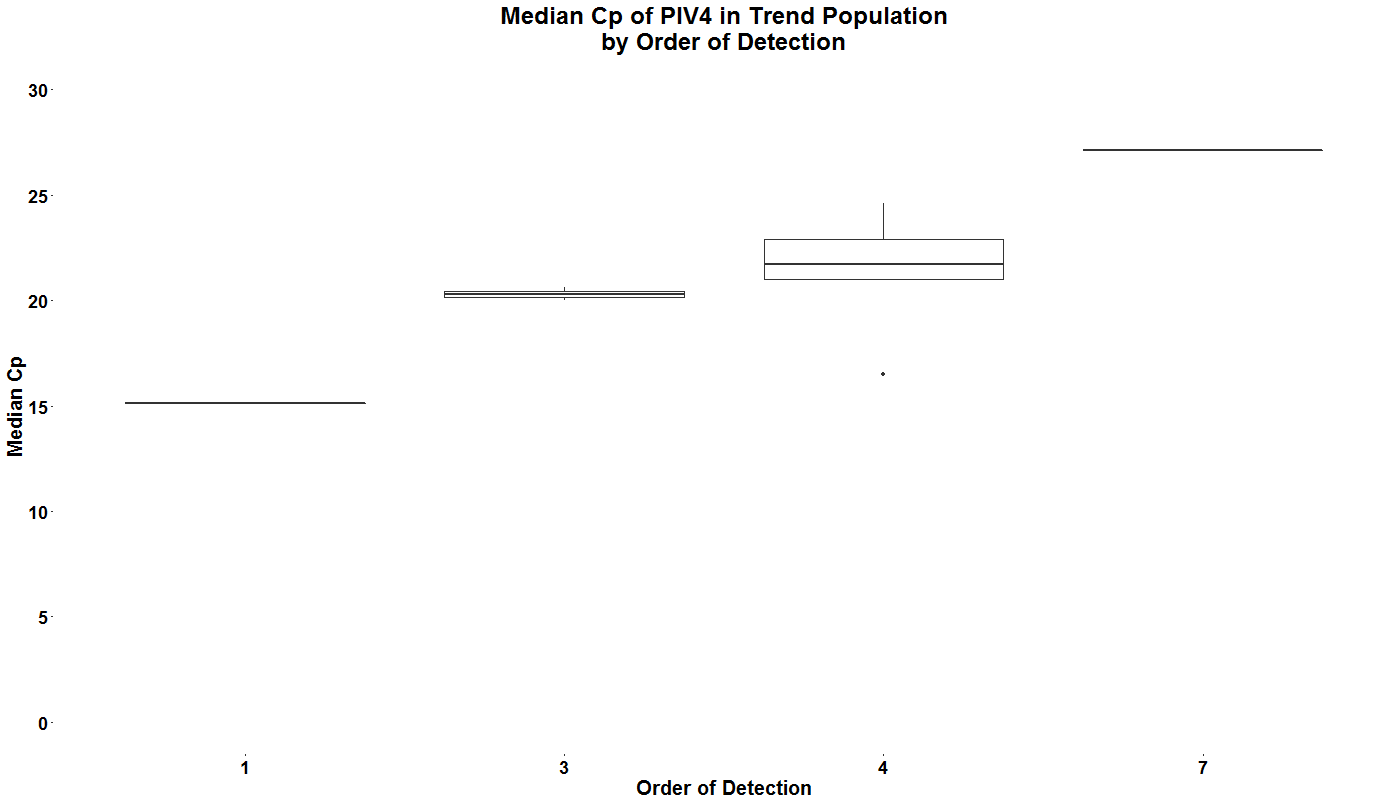 Median Cp of PIV4 in Trend Population
by Order of Detection
30
25
20
15
10
5
0
Median Cp
1 3 4 7
Order of Detection